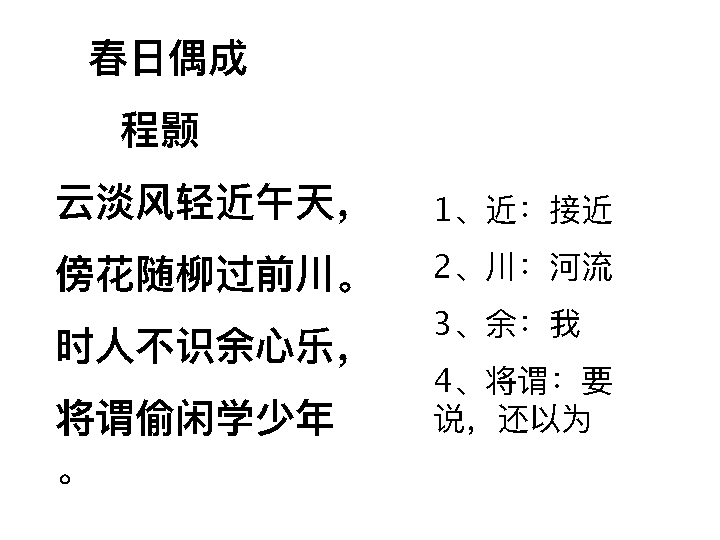 春日偶成
程颢
云淡风轻近午天，
傍花随柳过前川。
时人不识余心乐，
将谓偷闲学少年
。
1、近：接近
2、川：河流
3、余：我
4、将谓：要
说，还以为